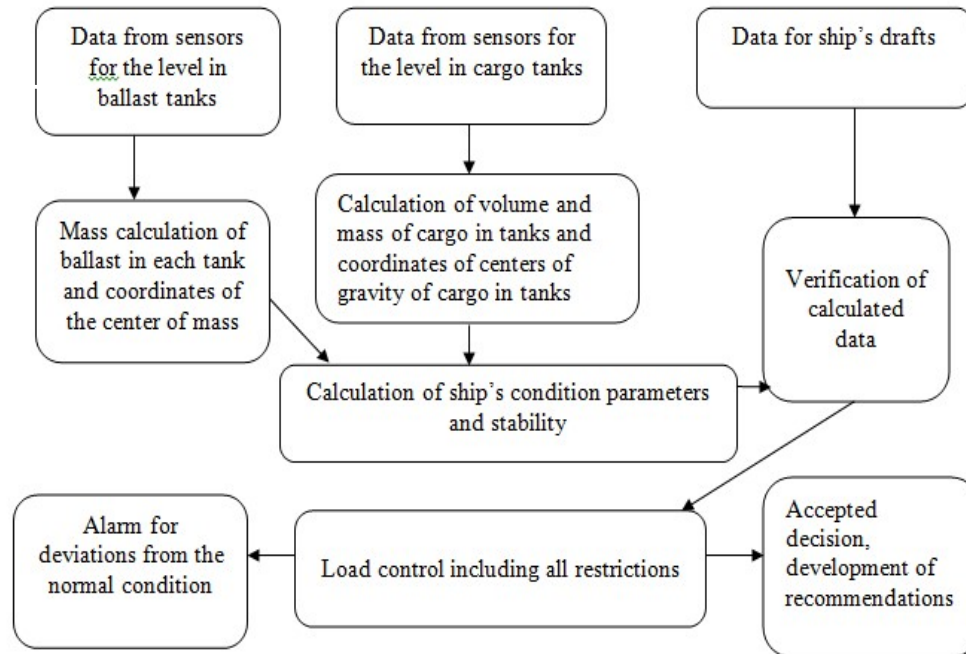 Data from sensors
for the level in
ballast tanks
Data from sensors for
the level in cargo tanks
Data for ship’s drafts
Mass calculation of
ballast in each tank
and coordinates of
the center of mass
Calculation of volume and
mass of cargo in tanks and
coordinates of centers of
gravity of cargo in tanks
Verification of
calculated
data
Calculation of ship’s condition parameters
and stability
Alarm for
deviations from the
normal condition
Load control including all restrictions
Accepted
decision,
development of
recommendations